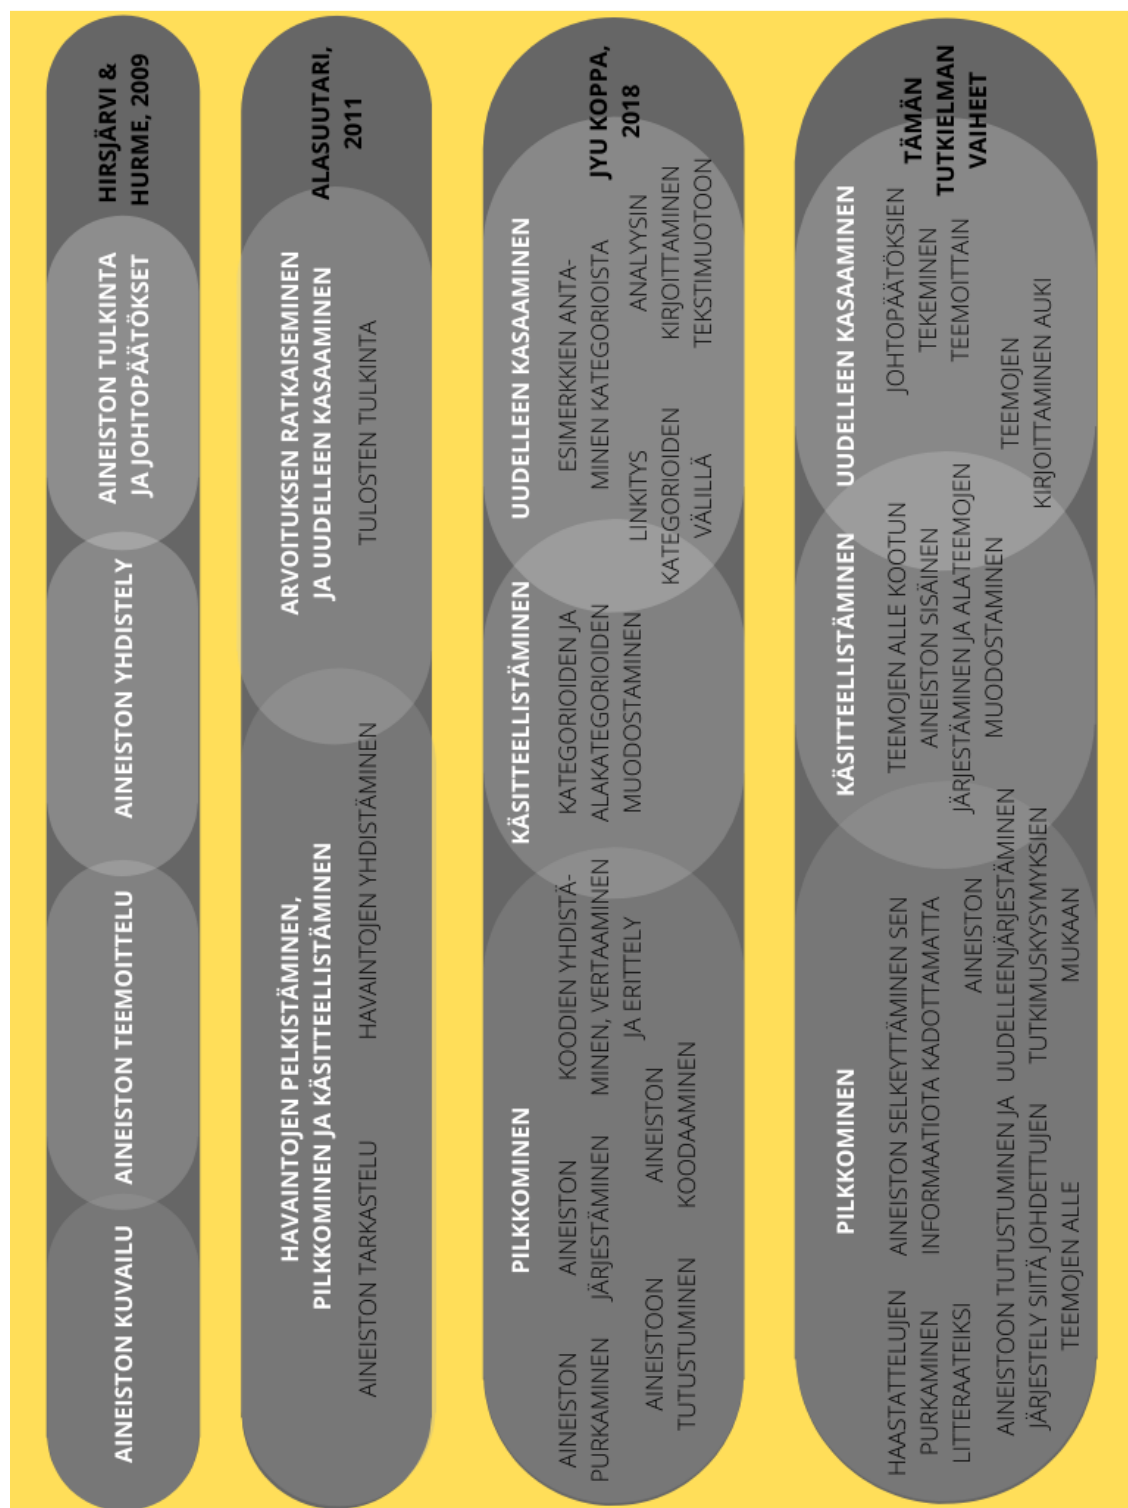 HIRSJÄRVI &
HURME, 2009
AINEISTON KUVAILU
AINEISTON TEEMOITTELU
AINEISTON YHDISTELY
AINEISTON TULKINTA
JA JOHTOPÄÄTÖKSET
ALASUUTARI,
2011
HAVAINTOJEN PELKISTÄMINEN,
PILKKOMINEN JA KÄSITTEELLISTÄMINEN
AINEISTON TARKASTELU
HAVAINTOJEN YHDISTÄMINEN
ARVOITUKSEN RATKAISEMINEN
JA UUDELLEEN KASAAMINEN
TULOSTEN TULKINTA
JYU KOPPA,
2018
PILKKOMINEN
AINEISTON
PURKAMINEN
AINEISTOON
TUTUSTUMINEN
AINEISTON
JÄRJESTÄMINEN
AINEISTON
KOODAAMINEN
KOODIEN YHDISTÄ-
MINEN, VERTAAMINEN
JA ERITTELY
KÄSITTEELLISTÄMINEN
KATEGORIOIDEN JA
ALAKATEGORIOIDEN
MUODOSTAMINEN
UUDELLEEN KASAAMINEN
ESIMERKKIEN ANTA-
MINEN KATEGORIOISTA
LINKITYS
KATEGORIOIDEN
VÄLILLÄ
ANALYYSIN
KIRJOITTAMINEN
TEKSTIMUOTOON
TÄMÄN
TUTKIELMAN
VAIHEET
PILKKOMINEN
HAASTATTELUJEN
PURKAMINEN
LITTERAATEIKSI
AINEISTON SELKEYTTÄMINEN SEN
INFORMAATIOTA KADOTTAMATTA
AINEISTOON TUTUSTUMINEN JA
JÄRJESTELY SIITÄ JOHDETTUJEN
TEEMOJEN ALLE
AINEISTON
UUDELLEENJÄRJESTÄMINEN
TUTKIMUSKYSYMYKSIEN
MUKAAN
KÄSITTEELLISTÄMINEN
TEEMOJEN ALLE KOOTUN
AINEISTON SISÄINEN
JÄRJESTÄMINEN JA ALATEEMOJEN
MUODOSTAMINEN
UUDELLEEN KASAAMINEN
JOHTOPÄÄTÖKSIEN
TEKEMINEN
TEEMOITTAIN
TEEMOJEN
KIRJOITTAMINEN AUKI